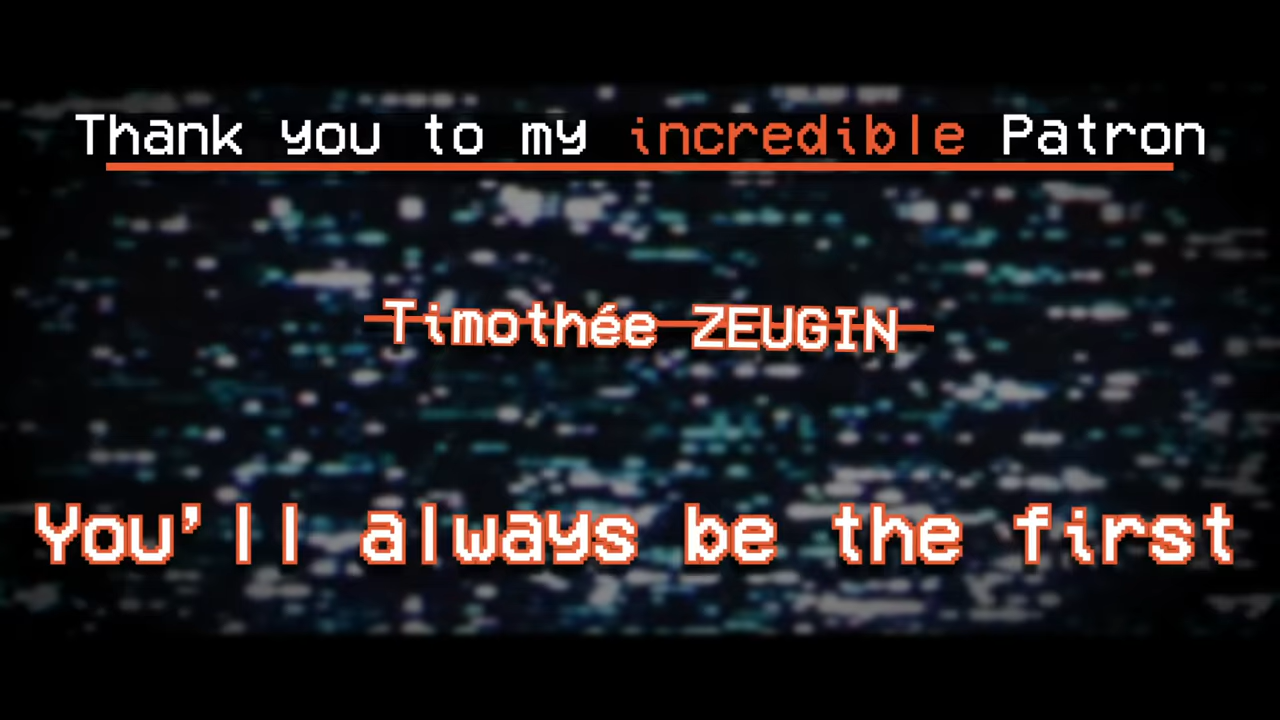 Thank you to my incredible Patron
Timothée ZEUGIN
You'll always be the first